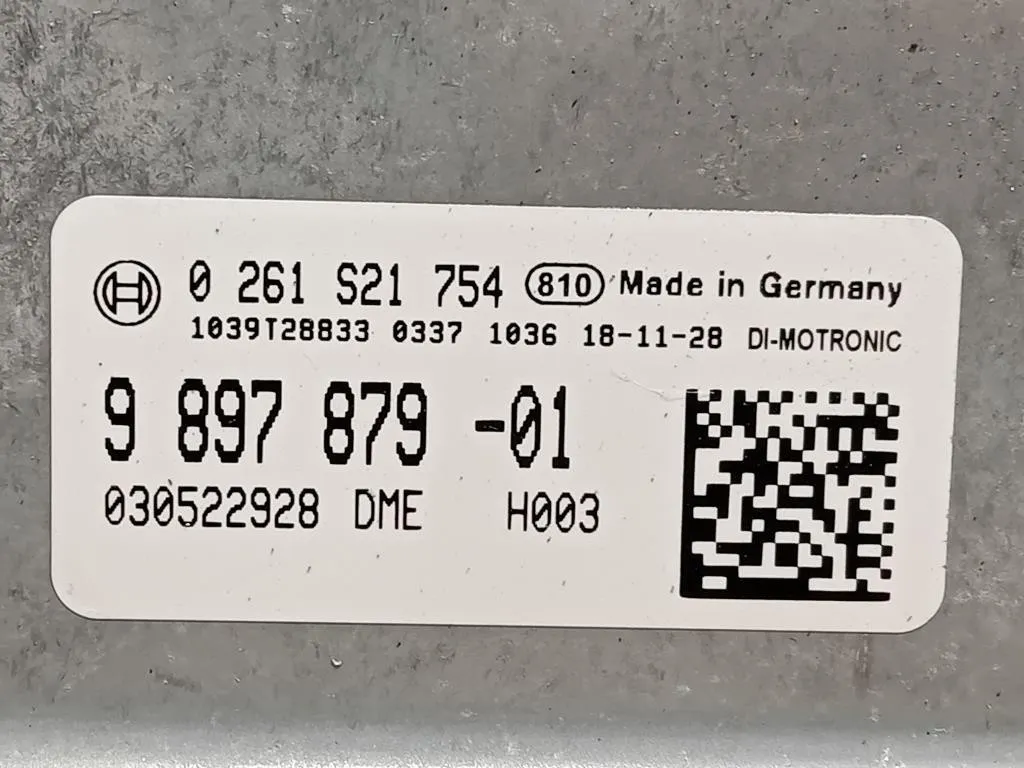 0 261 S21 754 810 Made in Germany
1039T28833 0337 1036 18-11-28 DI-MOTRONIC
9 897 879 -01
030522928 DME H003